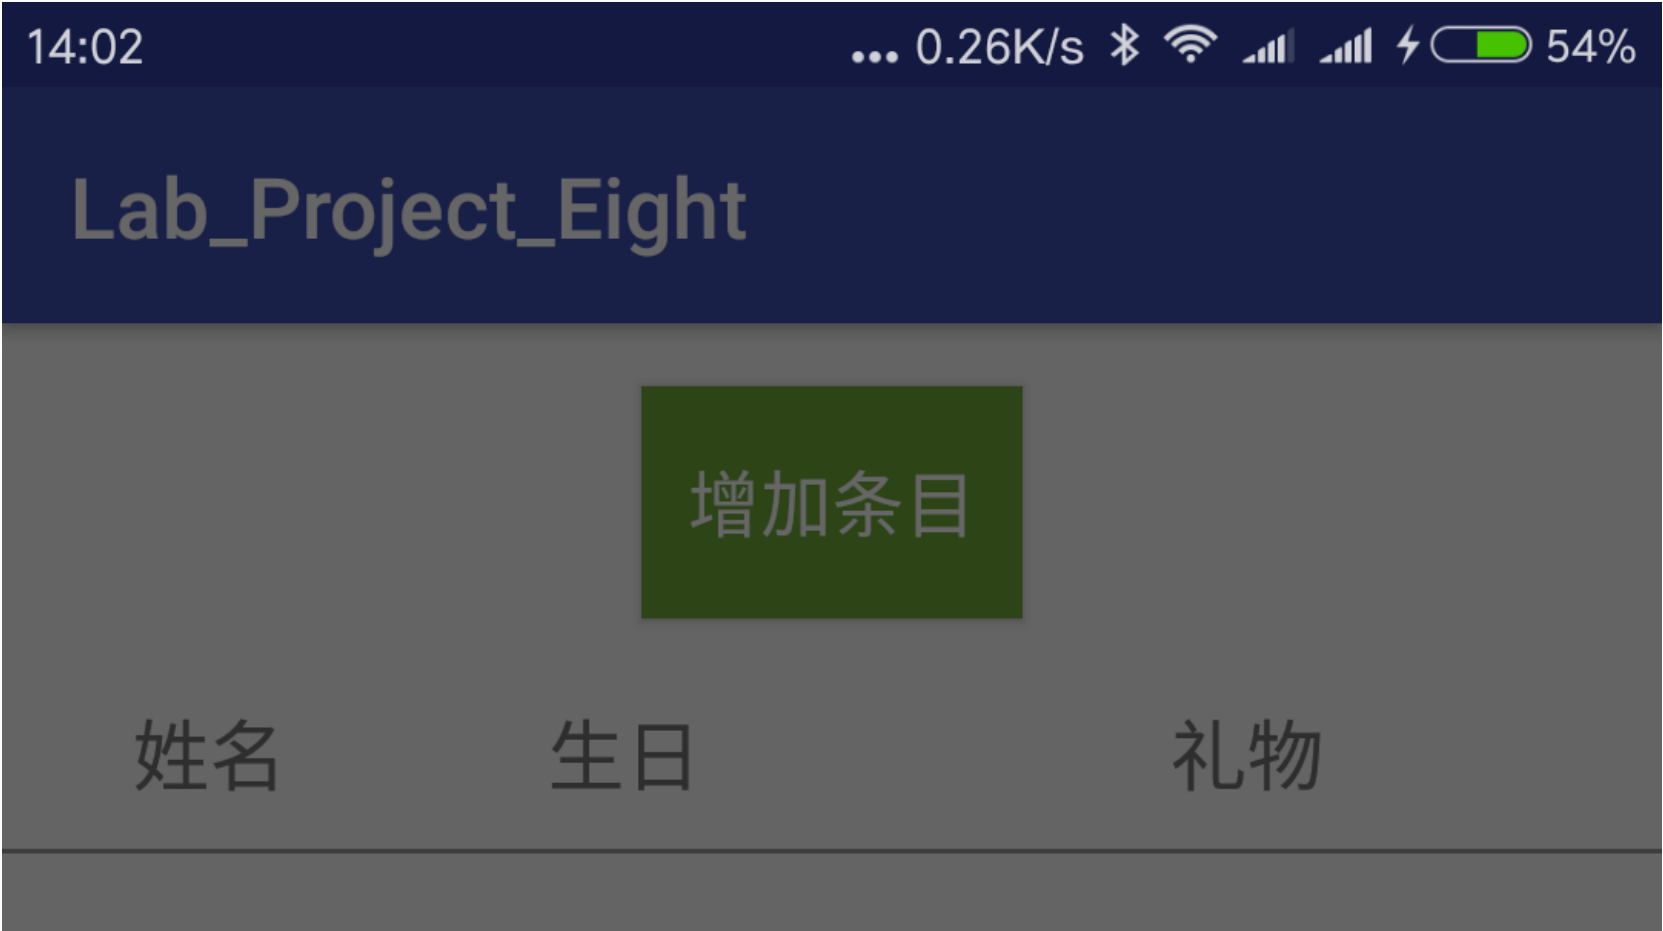 14:02 ... 0.26K/s 54%
Lab_Project_Eight
增加条目
姓名 生日 礼物